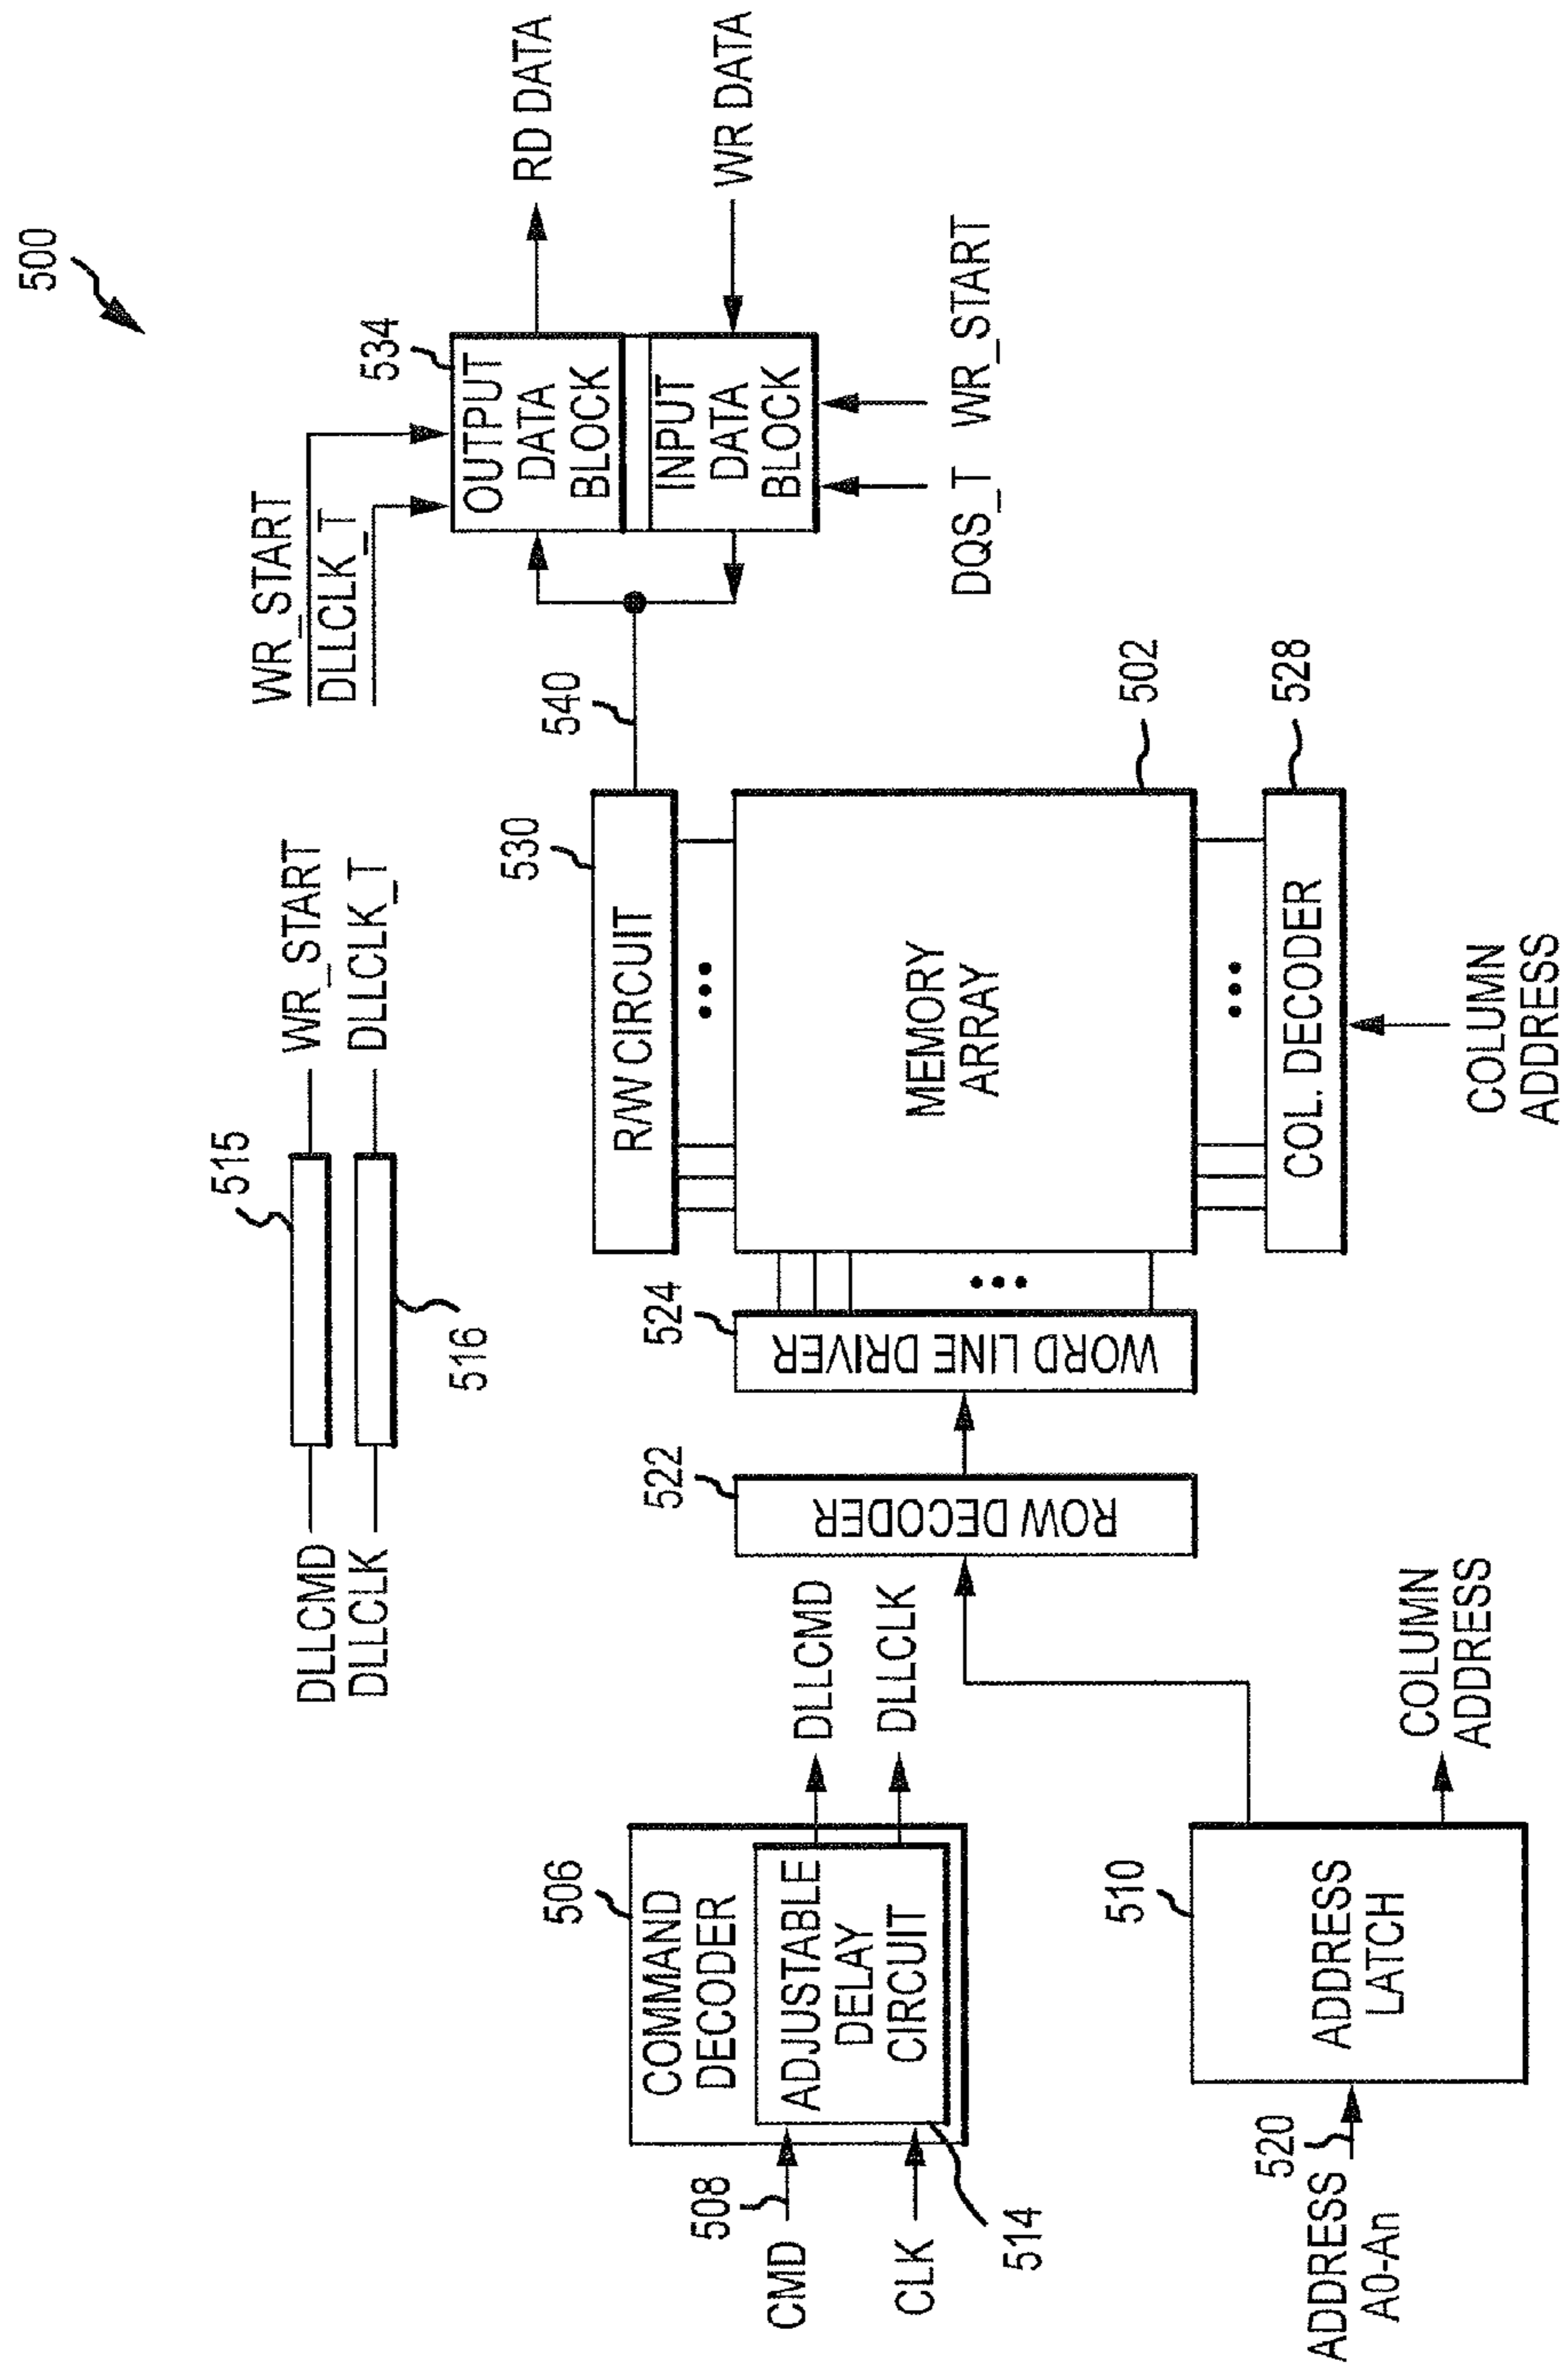 500
DLLCMD
DLLCLK
515
516
WR_START
DLLCLK_T
WR_START
DLLCLK_T
534
OUTPUT
DATA
BLOCK
INPUT
DATA
BLOCK
RD DATA
WR DATA
DQS_T WR_START
540
506
COMMAND
DECODER
ADJUSTABLE
DELAY
CIRCUIT
508
CMD
CLK
514
DLLCMD
DLLCLK
522
ROW DECODER
524
WORD LINE DRIVER
530
R/W CIRCUIT
MEMORY
ARRAY
502
528
COL. DECODER
COLUMN
ADDRESS
510
ADDRESS
LATCH
520
ADDRESS
A0-An
COLUMN
ADDRESS